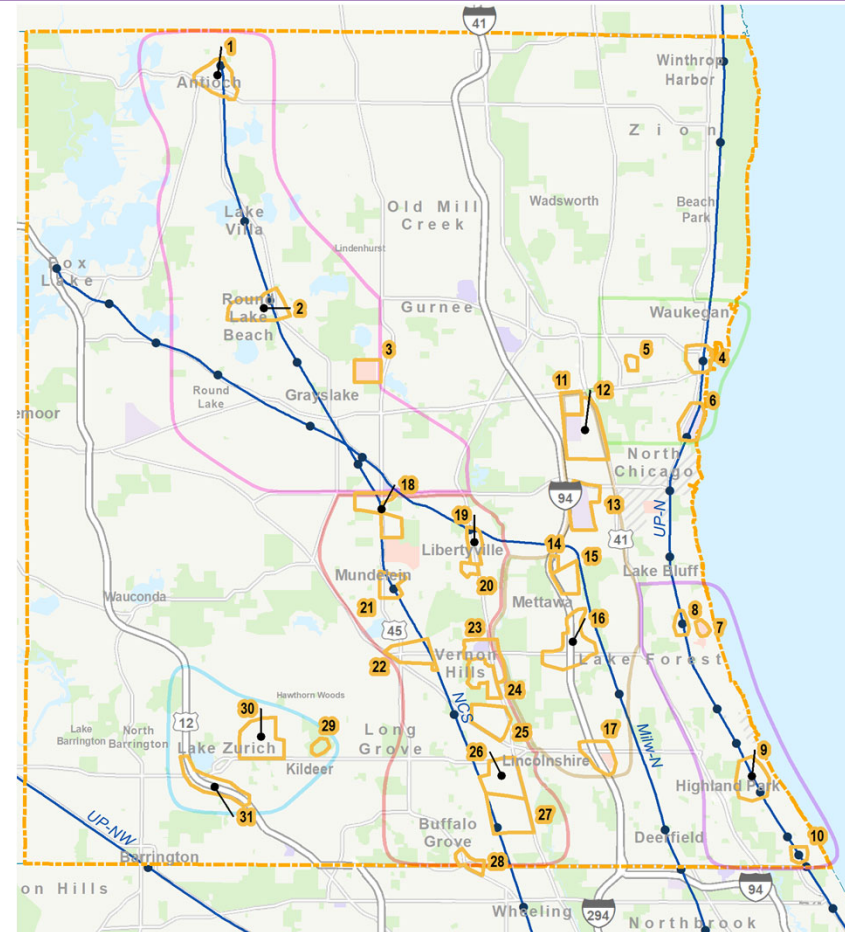 41
1
Antioch
Winthrop
Harbor
Zion
Lake
Villa
Old Mill
Creek
Wadsworth
Beach
Park
Lindenhurst
Fox
Lake
Round
Lake
Beach
2
Gurnee
Waukegan
3
5
4
Round
Lake
Grayslake
11
12
6
emoor
North
Chicago
18
94
13
UP-N
19
41
Libertyville
14
15
20
Lake Bluff
Mundelein
21
Wauconda
Mettawa
16
8
7
45
23
22
Vernon
Hills
Lake Forest
24
Hawthorn Woods
NCS
30
12
Lake
Barrington
North
Barrington
29
Lake Zurich
Kildeer
Long
Grove
25
17
Milw-N
26
Lincolnshire
9
Highland Park
31
27
UP-NW
Buffalo
Grove
Deerfield
10
Barrington
28
on Hills
94
Wheeling
294
Northbrook